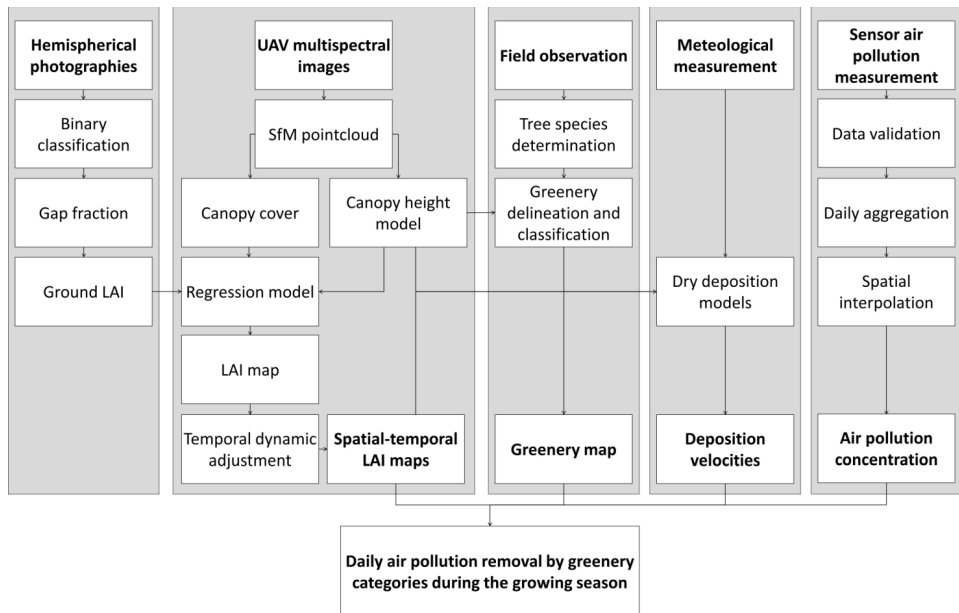 Hemispherical
photographies
Binary
classification
Gap fraction
Ground LAI
UAV multispectral
images
SfM pointcloud
Canopy cover
Canopy height
model
Regression model
LAI map
Temporal dynamic
adjustment
Spatial-temporal
LAI maps
Field observation
Tree species
determination
Greenery
delineation and
classification
Greenery map
Meteological
measurement
Dry deposition
models
Deposition
velocities
Sensor air
pollution
measurement
Data validation
Daily aggregation
Spatial
interpolation
Air pollution
concentration
Daily air pollution removal by greenery
categories during the growing season